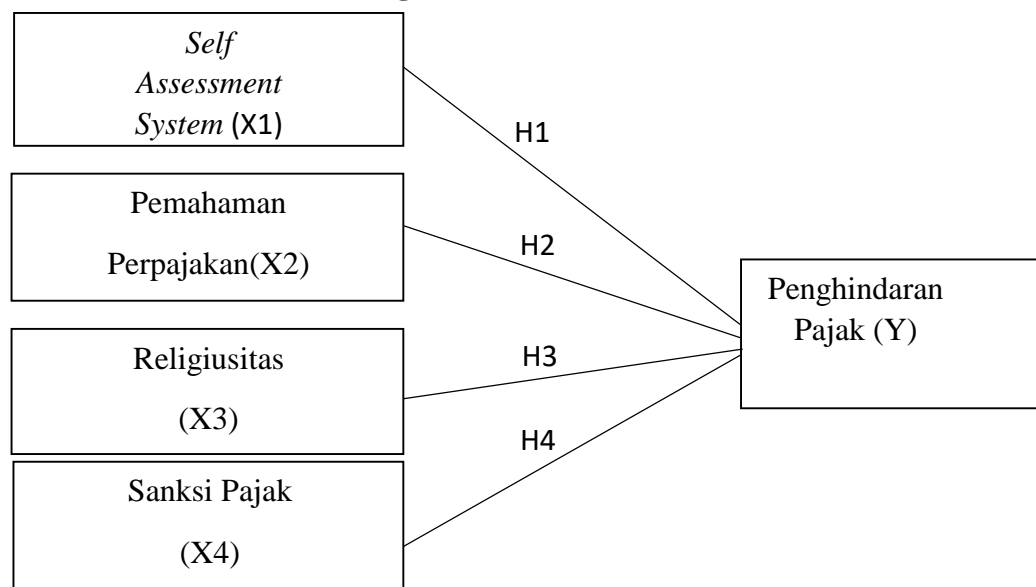 Self
Assessment
System (X1)
H1
Pemahaman
Perpajakan(X2)
H2
Penghindaran
Pajak (Y)
Religiusitas
(X3)
H3
H4
Sanksi Pajak
(X4)